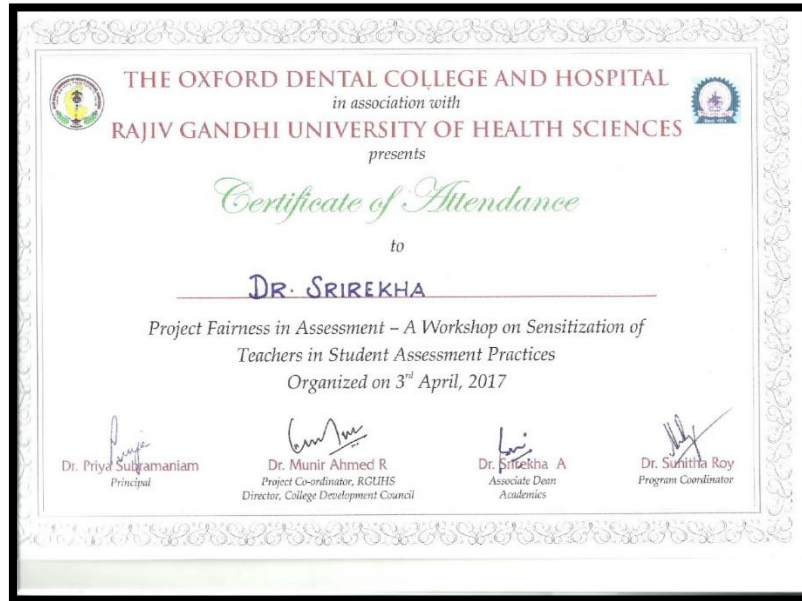 THE OXFORD DENTAL COLLEGE AND HOSPITAL
in association with
RAJIV GANDHI UNIVERSITY OF HEALTH SCIENCES
presents
Certificate of Attendance
to
DR. SRIREKHA
Project Fairness in Assessment – A Workshop on Sensitization of
Teachers in Student Assessment Practices
Organized on 3rd April, 2017
Dr. Priya Subramaniam
Principal
Dr. Munir Ahmed R
Project Co-ordinator, RGUHS
Director, College Development Council
Dr. Srirekha A
Associate Dean
Academics
Dr. Sunitha Roy
Program Coordinator